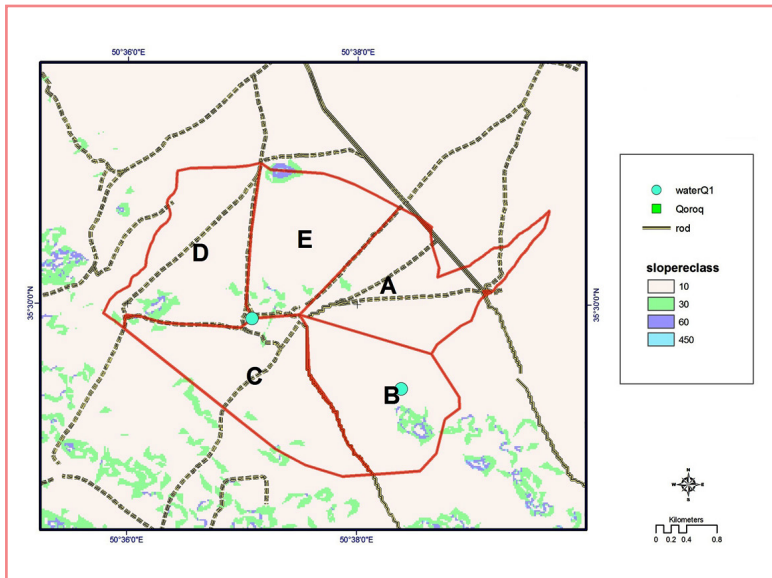 50°36'0"E
50°38'0"E
35°30'0"N
35°30'0"N
E
D
A
C
B
50°36'0"E
50°38'0"E
waterQ1
Qoroq
rod
slopereclass
10
30
60
450
N
W
E
S
Kilometers
0 0.2 0.4 0.8